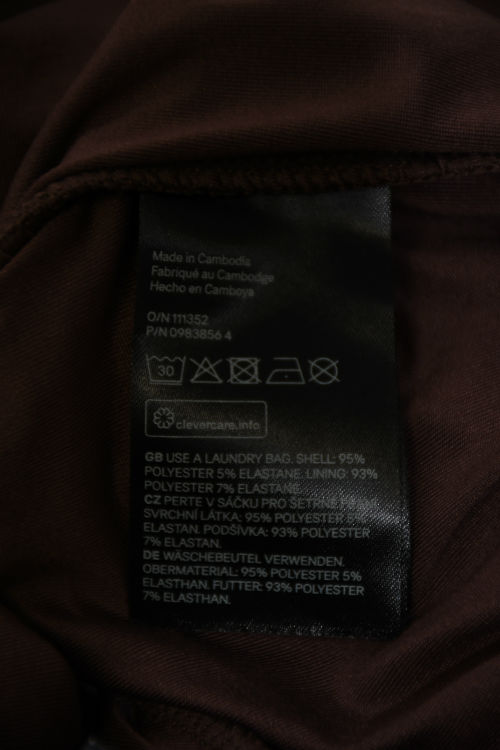 Made in Cambodia
Fabriqué au Cambodge
Hecho en Camboya
O/N 111352
P/N 0983856 4
30
clevercare.info
GB USE A LAUNDRY BAG. SHELL: 95%
POLYESTER 5% ELASTANE. LINING: 93%
POLYESTER 7% ELASTANE.
CZ PERTE V SÁČKU PRO
SVRCHNÍ LÁTKA: 95% POLYESTER
ELASTAN. PODŠÍVKA: 93% POLYESTER
7% ELASTAN.
DE WÄSCHEBEUTEL VERWENDEN.
OBERMATERIAL: 95% POLYESTER 5%
ELASTHAN. FUTTER: 93% POLYESTER
7% ELASTHAN.